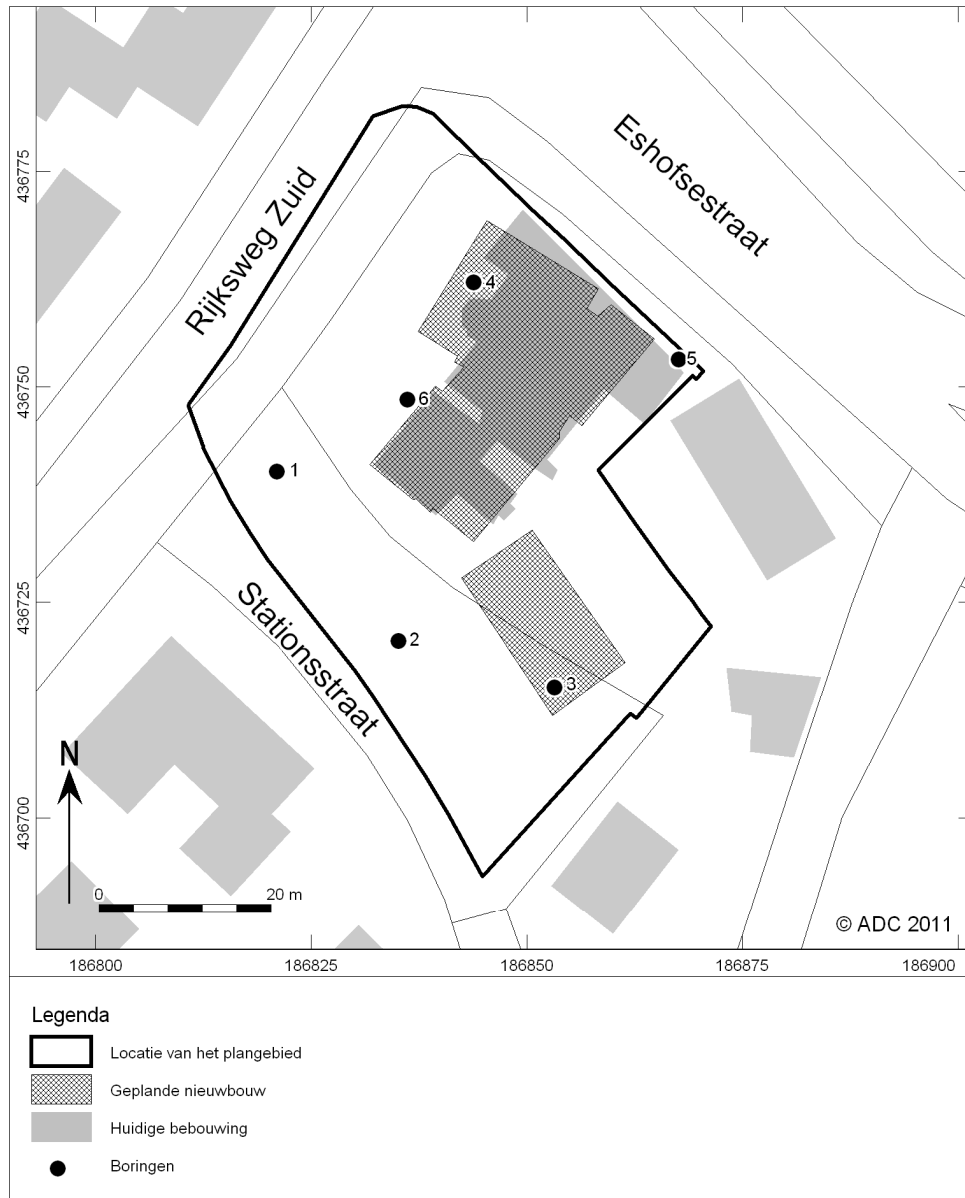 Eshofsestraat
Rijksweg Zuid
Stationsstraat
4
5
6
1
2
3
436775
436750
436725
436700
N
0 20 m
© ADC 2011
186800 186825 186850 186875 186900
Legenda
Locatie van het plangebied
Geplande nieuwbouw
Huidige bebouwing
Boringen